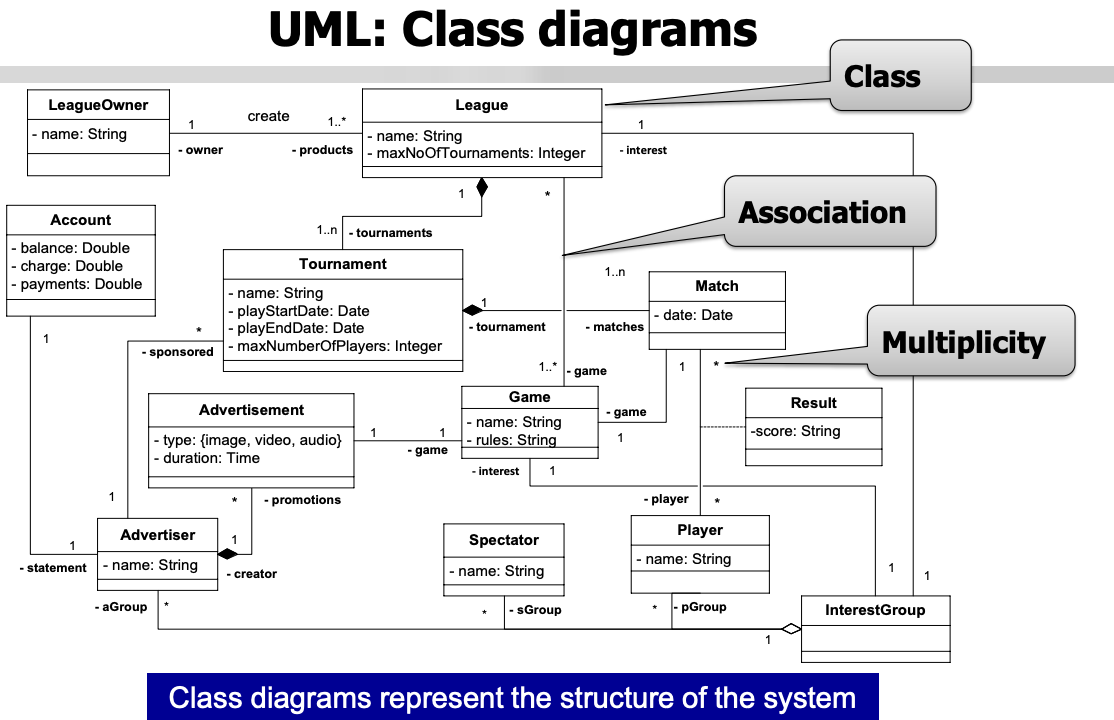 UML: Class diagrams
Class
LeagueOwner
- name: String
create
1
1..*
- owner
- products
League
- name: String
- maxNoOfTournaments: Integer
1
- interest
Association
Account
- balance: Double
- charge: Double
- payments: Double
1
*
1..n
- tournaments
Tournament
- name: String
- playStartDate: Date
- playEndDate: Date
- maxNumberOfPlayers: Integer
1..n
1
- tournament
- matches
Match
- date: Date
Multiplicity
1
*
- sponsored
1..*
- game
1
*
Advertisement
- type: {image, video, audio}
- duration: Time
1
1
- game
Game
- name: String
- rules: String
- game
1
Result
-score: String
- interest
1
1
*
- promotions
- player
*
Advertiser
- name: String
1
- statement
1
- creator
Spectator
- name: String
Player
- name: String
1
1
- aGroup
*
*
- sGroup
*
- pGroup
InterestGroup
1
Class diagrams represent the structure of the system